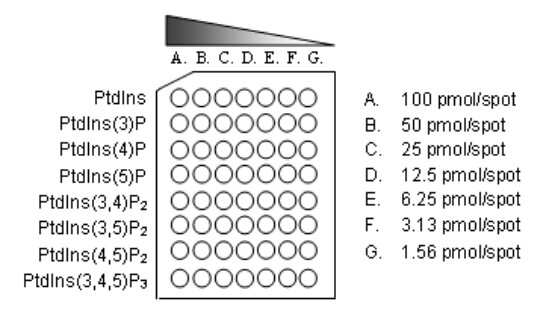 A. B. C. D. E. F. G.
PtdIns
PtdIns(3)P
PtdIns(4)P
PtdIns(5)P
PtdIns(3,4)P₂
PtdIns(3,5)P₂
PtdIns(4,5)P₂
PtdIns(3,4,5)P₃
A. 100 pmol/spot
B. 50 pmol/spot
C. 25 pmol/spot
D. 12.5 pmol/spot
E. 6.25 pmol/spot
F. 3.13 pmol/spot
G. 1.56 pmol/spot